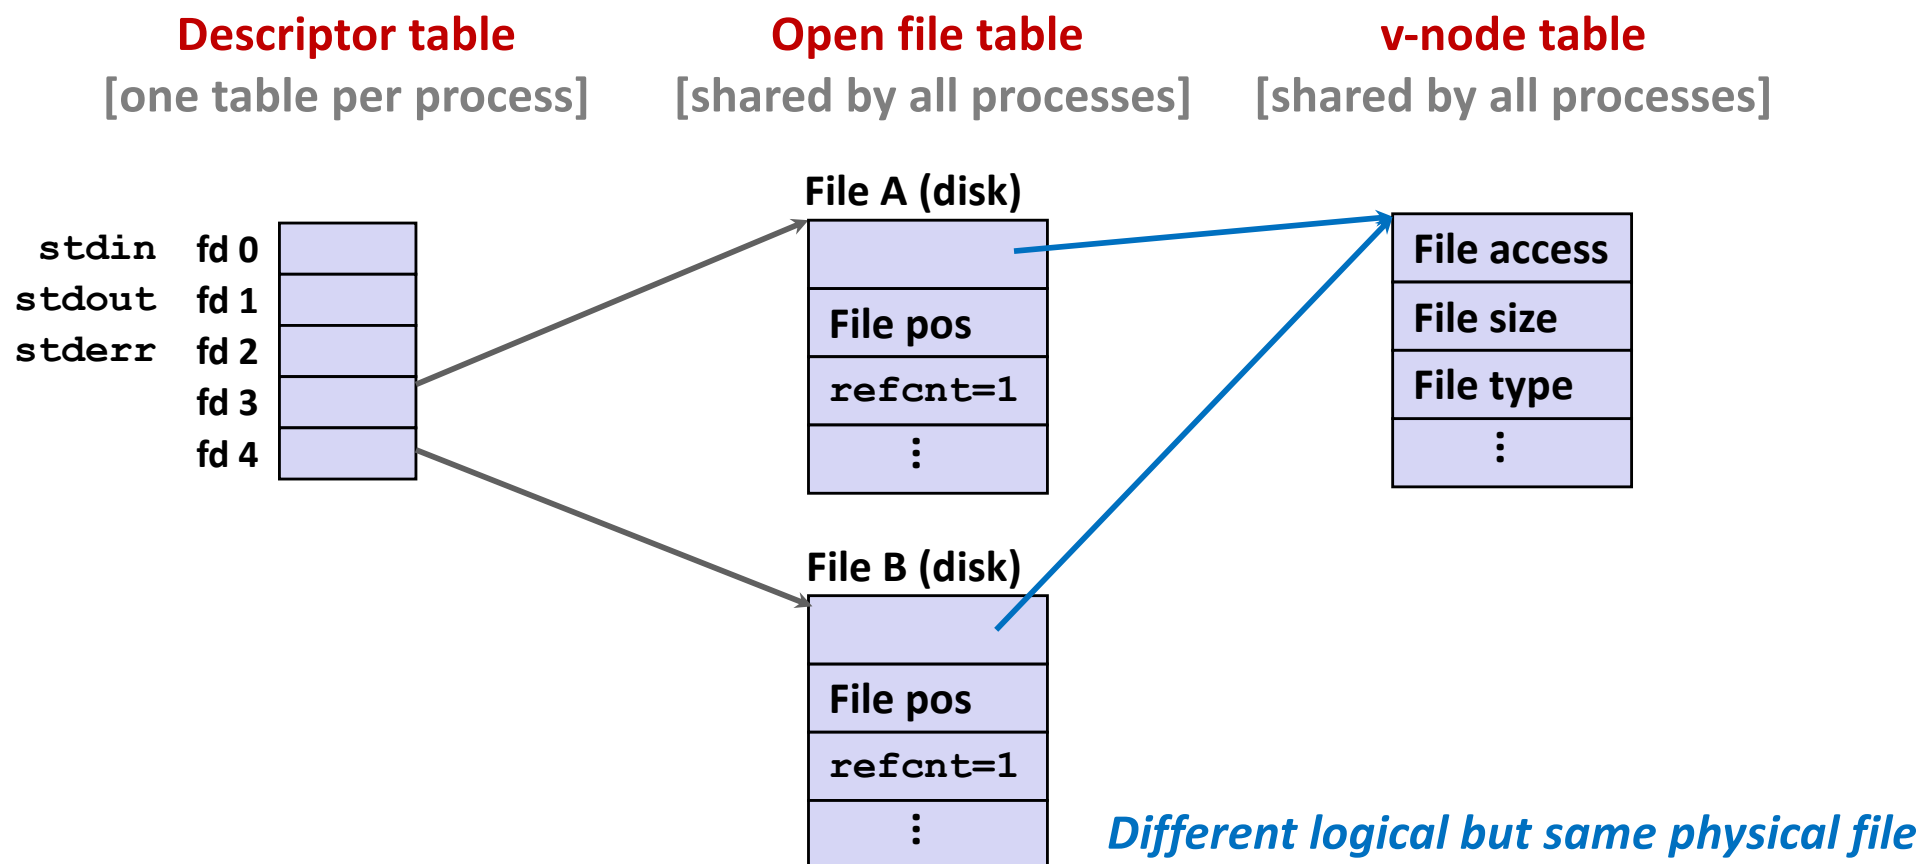 Descriptor table
[one table per process]
Open file table
[shared by all processes]
v-node table
[shared by all processes]
stdin fd 0
stdout fd 1
stderr fd 2
fd 3
fd 4
File A (disk)
File pos
refcnt=1
⋮
File B (disk)
File pos
refcnt=1
⋮
File access
File size
File type
⋮
Different logical but same physical file